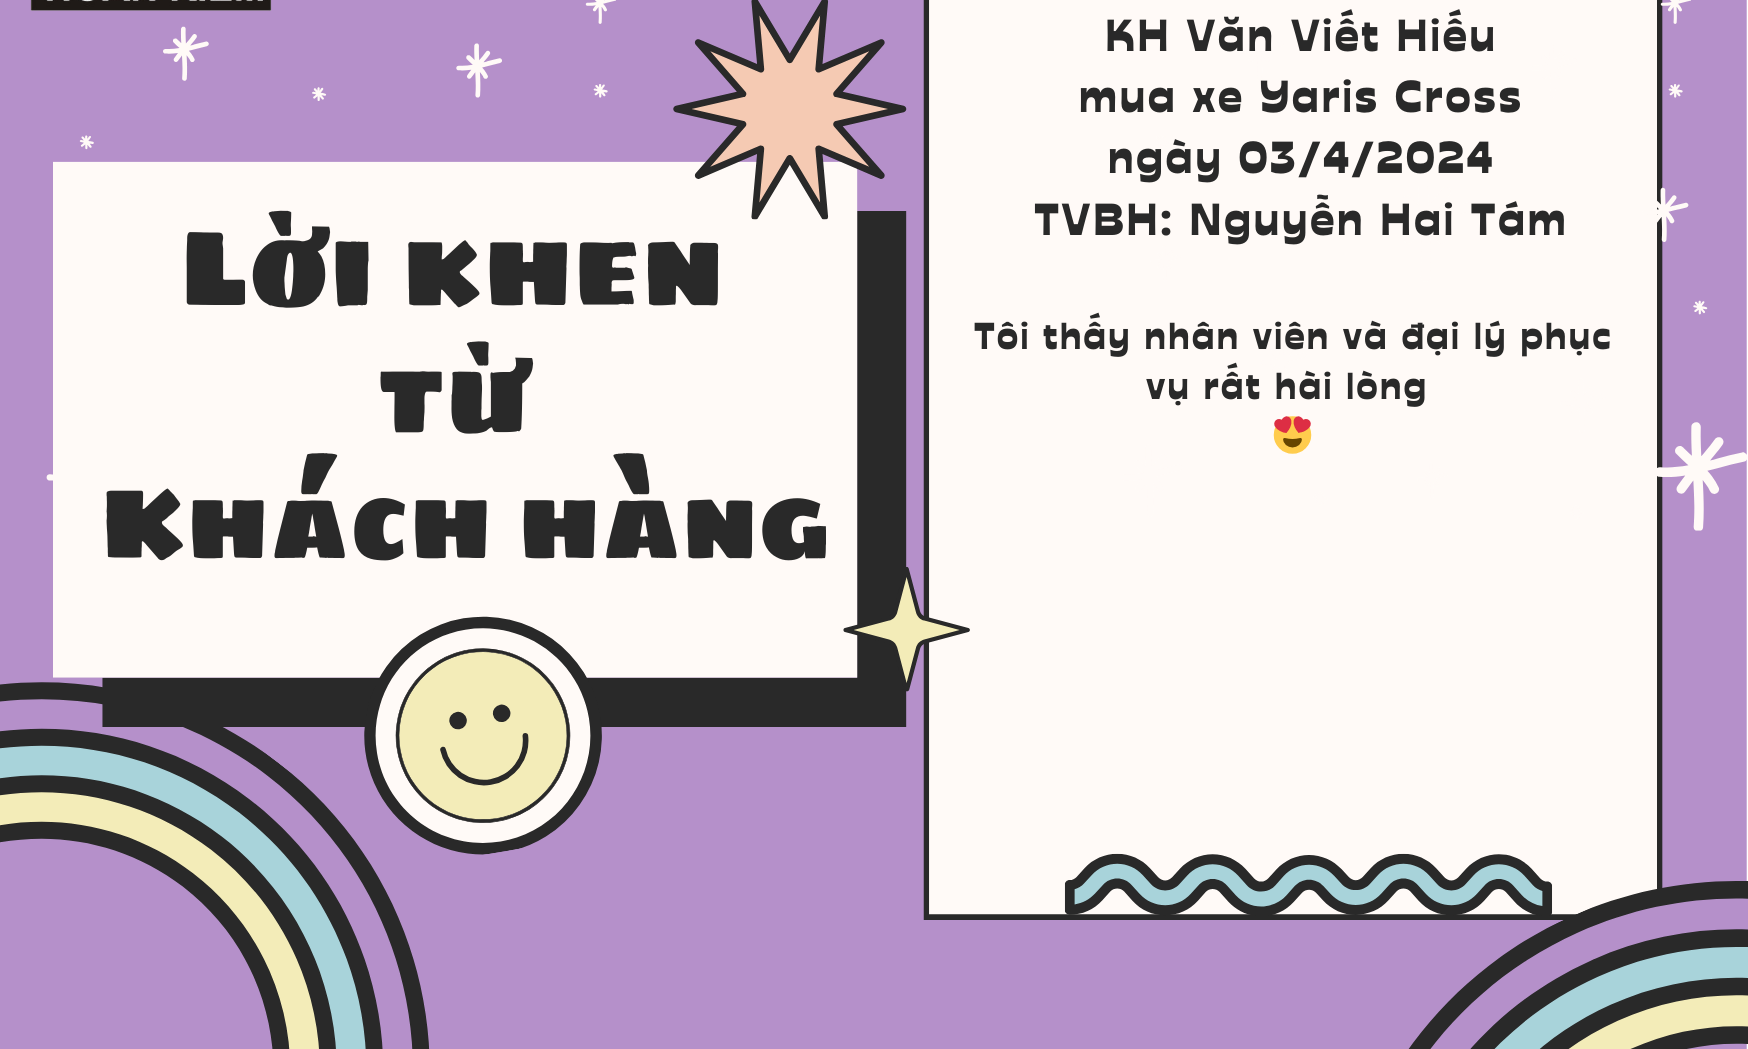 LỜI KHEN
TỪ
KHÁCH HÀNG
KH Văn Viết Hiếu
mua xe Yaris Cross
ngày 03/4/2024
TVBH: Nguyễn Hai Tám
Tôi thấy nhân viên và đại lý phục
vụ rất hài lòng